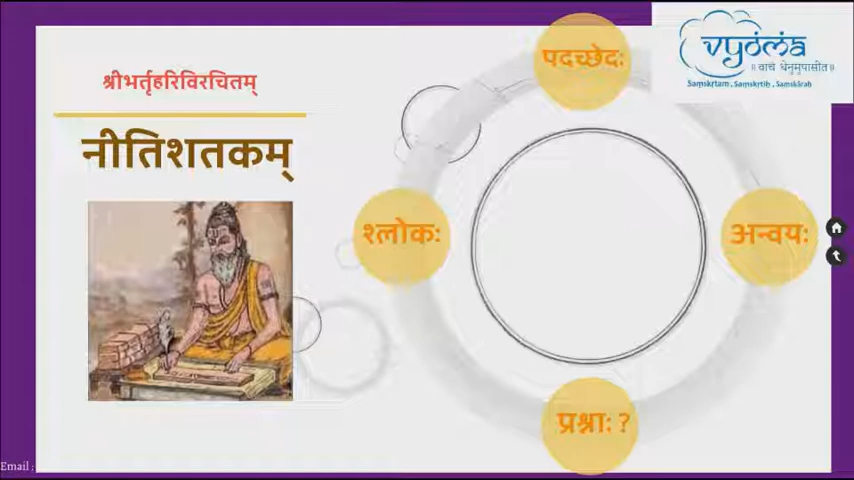 श्रीभर्तृहरिविरचितम्
नीतिशतकम्
पदच्छेदः
श्लोकः
अन्वयः
प्रश्नाः ?
vyoma
॥ वाचं धेनुमुपासीत ॥
Samskrtam . Samskrtih . Samskarah
Email :